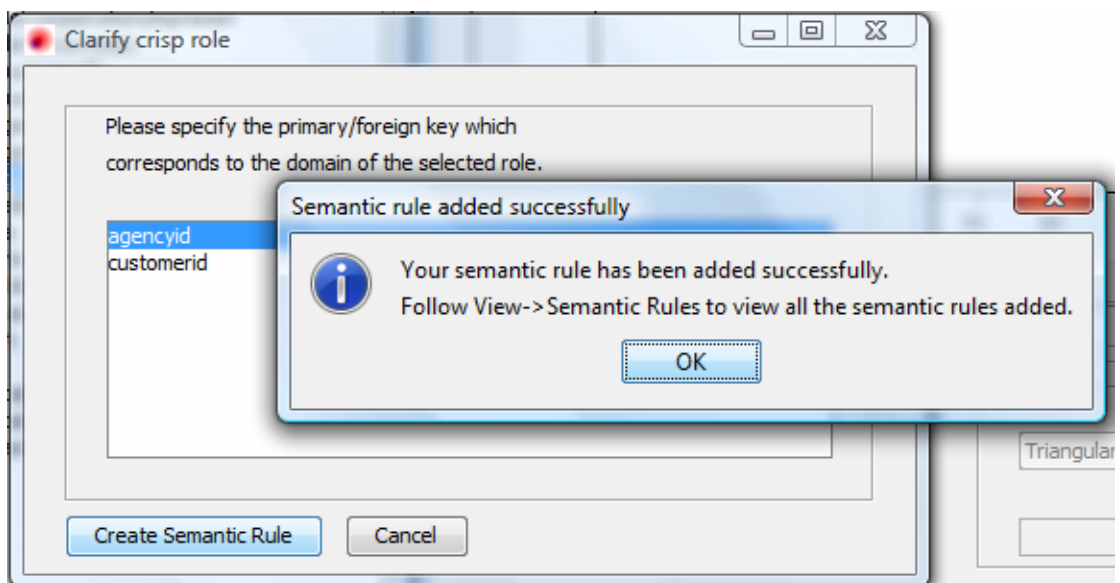 Clarify crisp role
Please specify the primary/foreign key which
corresponds to the domain of the selected role.
agencyid
customerid
Semantic rule added successfully
Your semantic rule has been added successfully.
Follow View->Semantic Rules to view all the semantic rules added.
OK
Triangular
Create Semantic Rule
Cancel